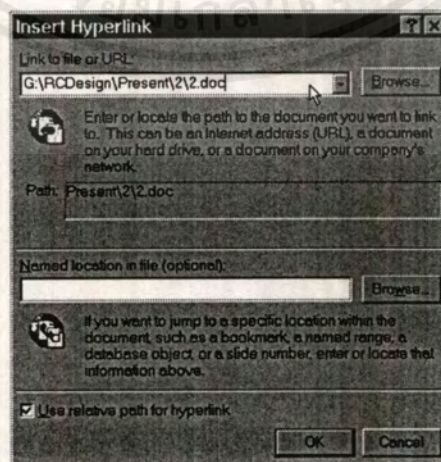 Insert Hyperlink
Link to file or URL:
G:\RCDesign\Present\2\2.doc
Browse...
Enter or locate the path to the document you want to link
to. This can be an Internet address (URL), a document
on your hard drive, or a document on your company's
network.
Path: Present\2\2.doc
Named location in file (optional):
Browse...
If you want to jump to a specific location within the
document, such as a bookmark, a named range, a
database object, or a slide number, enter or locate that
information above.
Use relative path for hyperlink
OK
Cancel